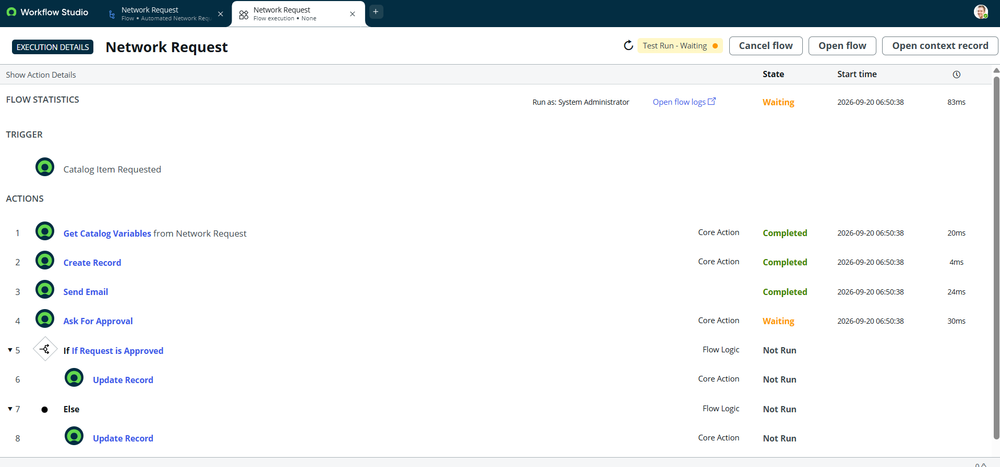 Workflow Studio
Network Request
Flow • Automated Network Requ
Network Request
Flow execution • None
EXECUTION DETAILS
Network Request
Test Run - Waiting
Cancel flow
Open flow
Open context record
Show Action Details
State
Start time
FLOW STATISTICS
Run as: System Administrator
Open flow logs
Waiting
2026-09-20 06:50:38
83ms
TRIGGER
Catalog Item Requested
ACTIONS
1 Get Catalog Variables from Network Request Core Action Completed 2026-09-20 06:50:38 20ms
2 Create Record Core Action Completed 2026-09-20 06:50:38 4ms
3 Send Email Completed 2026-09-20 06:50:38 24ms
4 Ask For Approval Core Action Waiting 2026-09-20 06:50:38 30ms
5 If If Request is Approved Flow Logic Not Run
6 Update Record Core Action Not Run
7 Else Flow Logic Not Run
8 Update Record Core Action Not Run